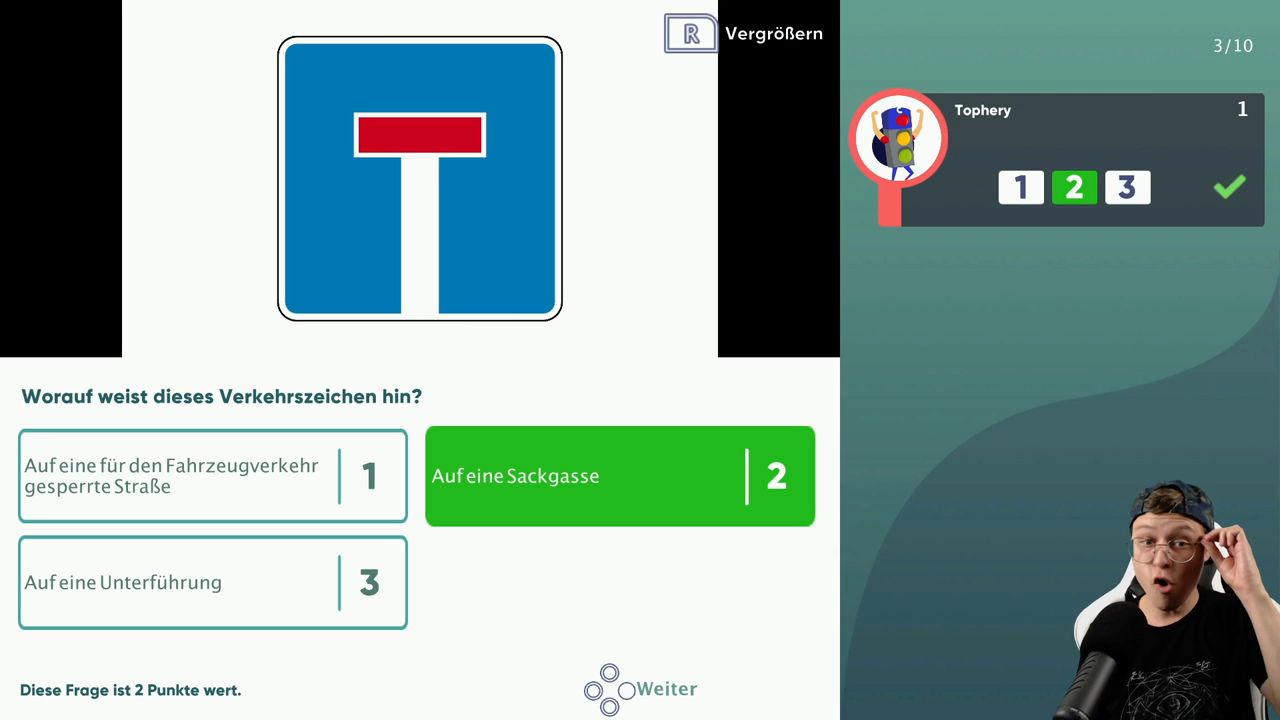 R Vergrößern
3/10
Tophery 1
1 2 3
Worauf weist dieses Verkehrszeichen hin?
Auf eine für den Fahrzeugverkehr
gesperrte Straße
1
Auf eine Sackgasse
2
Auf eine Unterführung
3
Diese Frage ist 2 Punkte wert.
Weiter